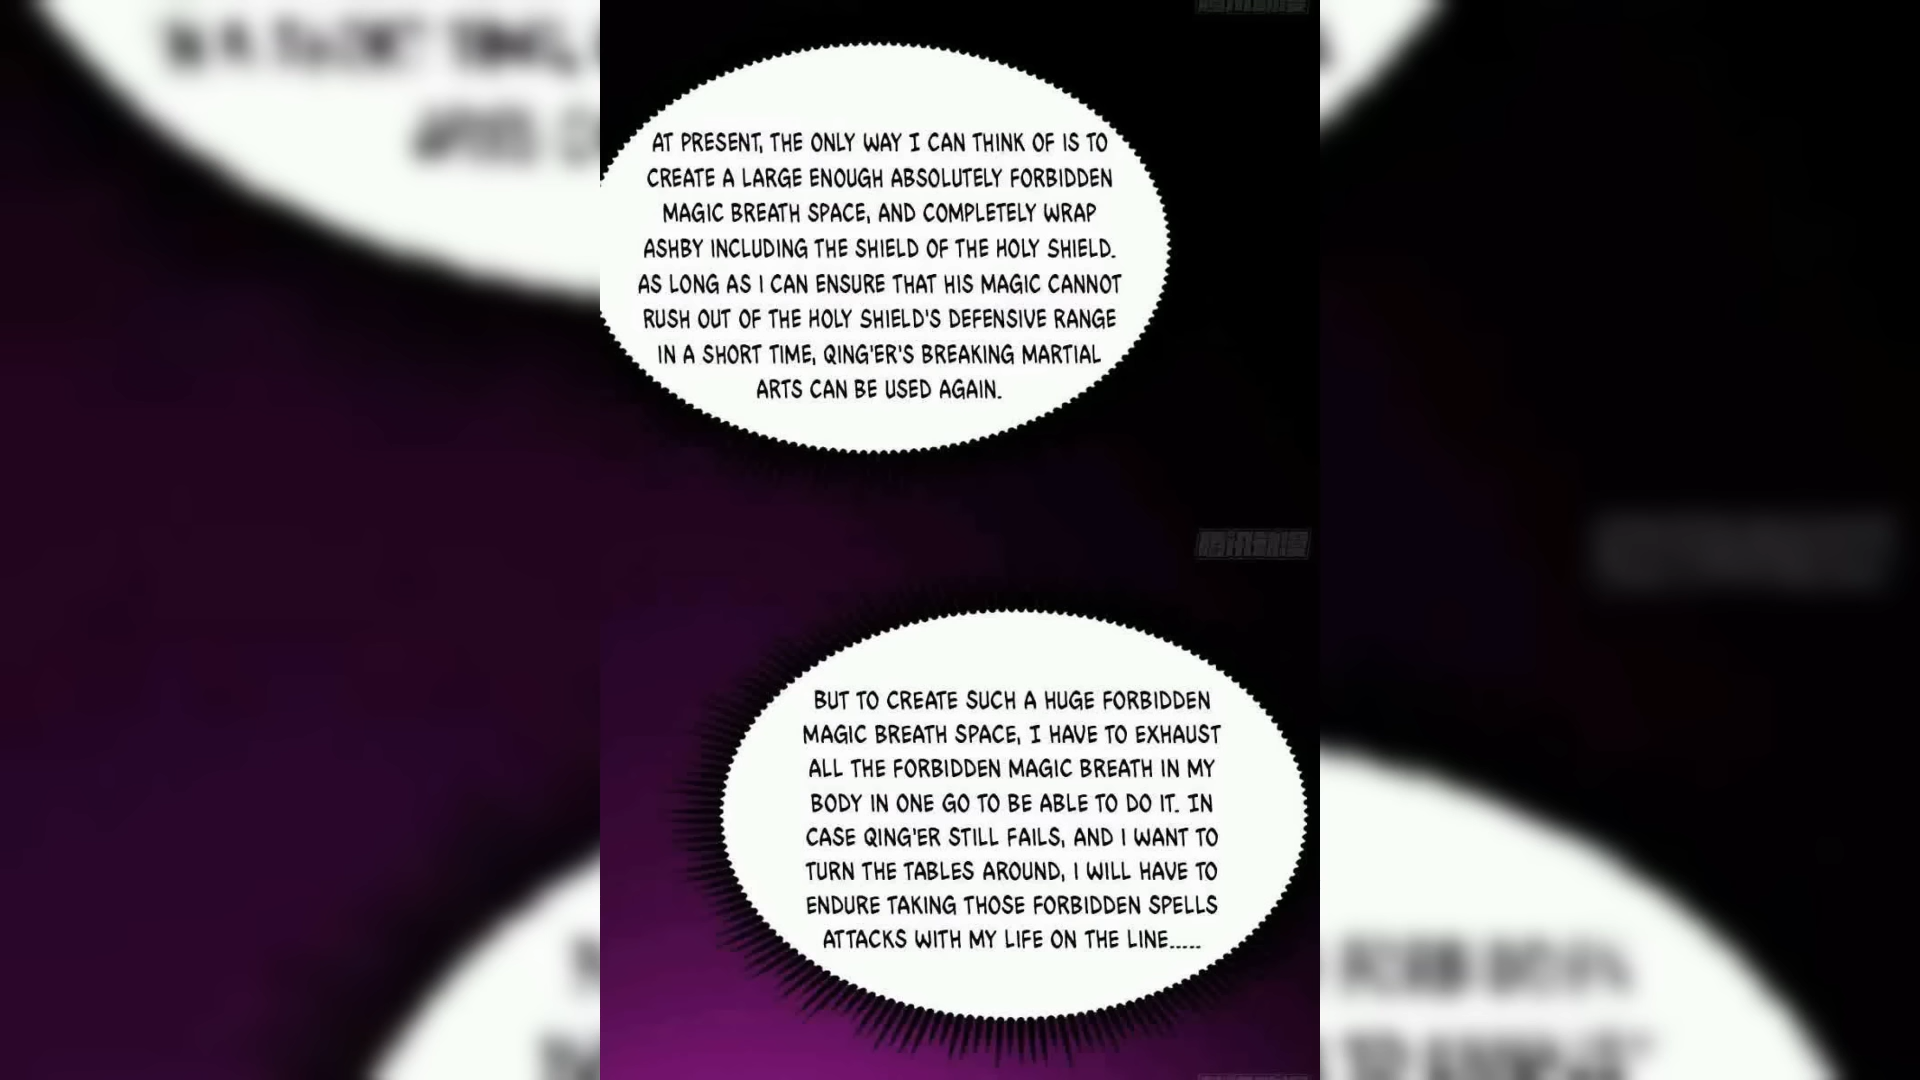 AT PRESENT, THE ONLY WAY I CAN THINK OF IS TO
CREATE A LARGE ENOUGH ABSOLUTELY FORBIDDEN
MAGIC BREATH SPACE, AND COMPLETELY WRAP
ASHBY INCLUDING THE SHIELD OF THE HOLY SHIELD.
AS LONG AS I CAN ENSURE THAT HIS MAGIC CANNOT
RUSH OUT OF THE HOLY SHIELD'S DEFENSIVE RANGE
IN A SHORT TIME, QING'ER'S BREAKING MARTIAL
ARTS CAN BE USED AGAIN.
腾讯动漫
BUT TO CREATE SUCH A HUGE FORBIDDEN
MAGIC BREATH SPACE, I HAVE TO EXHAUST
ALL THE FORBIDDEN MAGIC BREATH IN MY
BODY IN ONE GO TO BE ABLE TO DO IT. IN
CASE QING'ER STILL FAILS, AND I WANT TO
TURN THE TABLES AROUND, I WILL HAVE TO
ENDURE TAKING THOSE FORBIDDEN SPELLS
ATTACKS WITH MY LIFE ON THE LINE.....